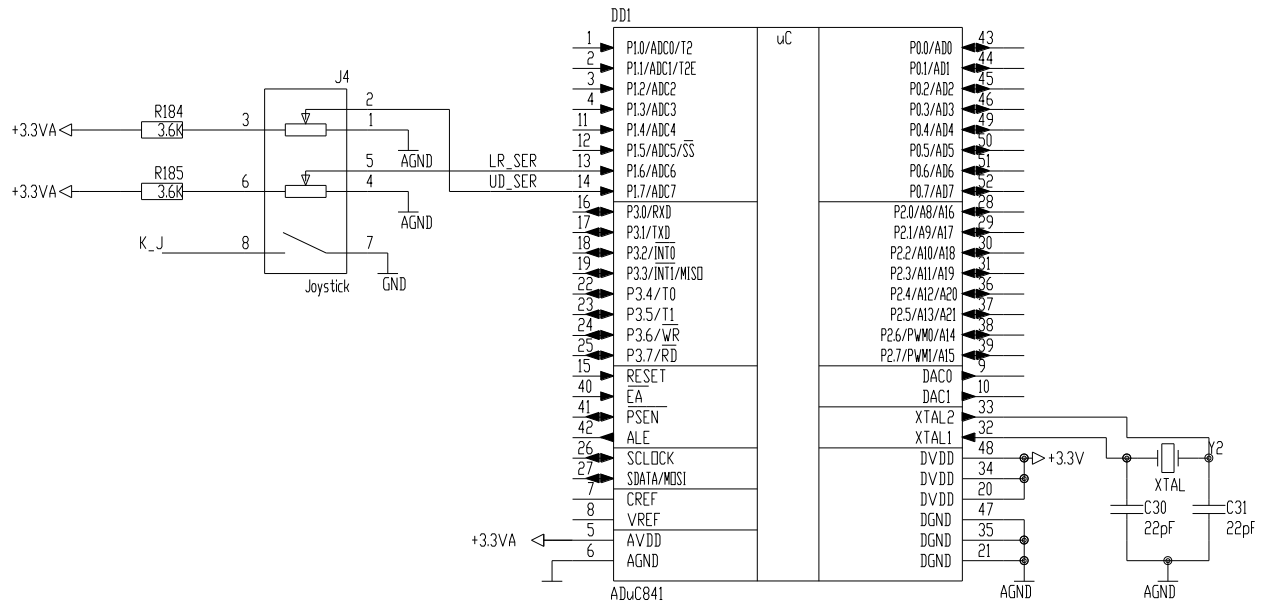 DD1
uC
J4
R184
3.6K
+3.3VA
3
2
1
AGND
R185
3.6K
+3.3VA
6
5
4
AGND
LR_SER
UD_SER
K_J
8
7
GND
Joystick
1 P1.0/ADC0/T2
2 P1.1/ADC1/T2E
3 P1.2/ADC2
4 P1.3/ADC3
11 P1.4/ADC4
12 P1.5/ADC5/SS
13 P1.6/ADC6
14 P1.7/ADC7
16 P3.0/RXD
17 P3.1/TXD
18 P3.2/INT0
19 P3.3/INT1/MISO
22 P3.4/T0
23 P3.5/T1
24 P3.6/WR
25 P3.7/RD
15 RESET
40 EA
41 PSEN
42 ALE
26 SCLOCK
27 SDATA/MOSI
7 CREF
8 VREF
+3.3VA
5 AVDD
6 AGND
P0.0/AD0 43
P0.1/AD1 44
P0.2/AD2 45
P0.3/AD3 46
P0.4/AD4 49
P0.5/AD5 50
P0.6/AD6 51
P0.7/AD7 52
P2.0/A8/A16 28
P2.1/A9/A17 29
P2.2/A10/A18 30
P2.3/A11/A19 31
P2.4/A12/A20 36
P2.5/A13/A21 37
P2.6/PWM0/A14 38
P2.7/PWM1/A15 39
DAC0 9
DAC1 10
XTAL2 33
XTAL1 32
DVDD 48
DVDD 34
DVDD 20
DGND 47
DGND 35
DGND 21
+3.3V
AGND
Y2
XTAL
C30
22pF
C31
22pF
AGND
ADuC841